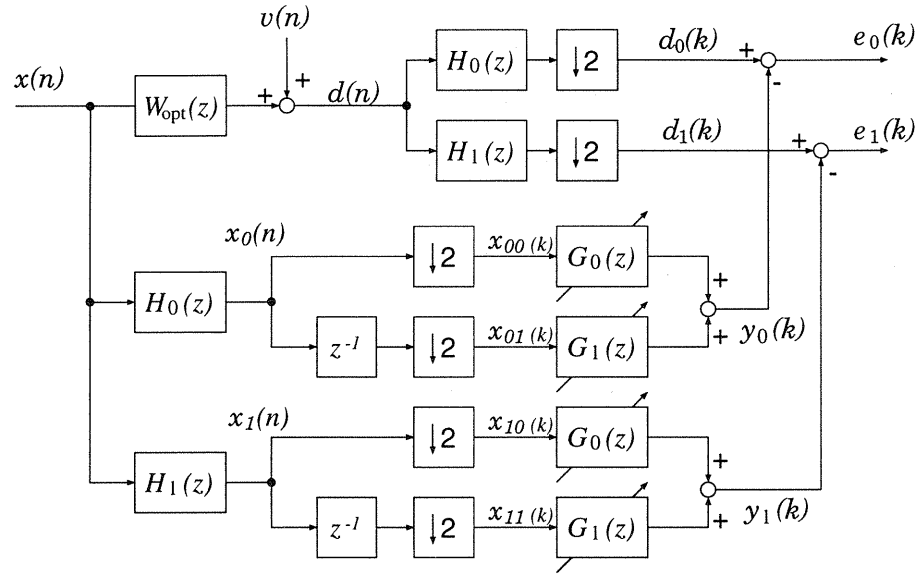 v(n)
x(n)
W_opt(z)
+
+
d(n)
H_0(z)
↓2
d_0(k)
+
-
e_0(k)
H_1(z)
↓2
d_1(k)
+
-
e_1(k)
x_0(n)
H_0(z)
↓2
x_00(k)
G_0(z)
+
z^-1
↓2
x_01(k)
G_1(z)
+
y_0(k)
x_1(n)
H_1(z)
↓2
x_10(k)
G_0(z)
+
z^-1
↓2
x_11(k)
G_1(z)
+
y_1(k)